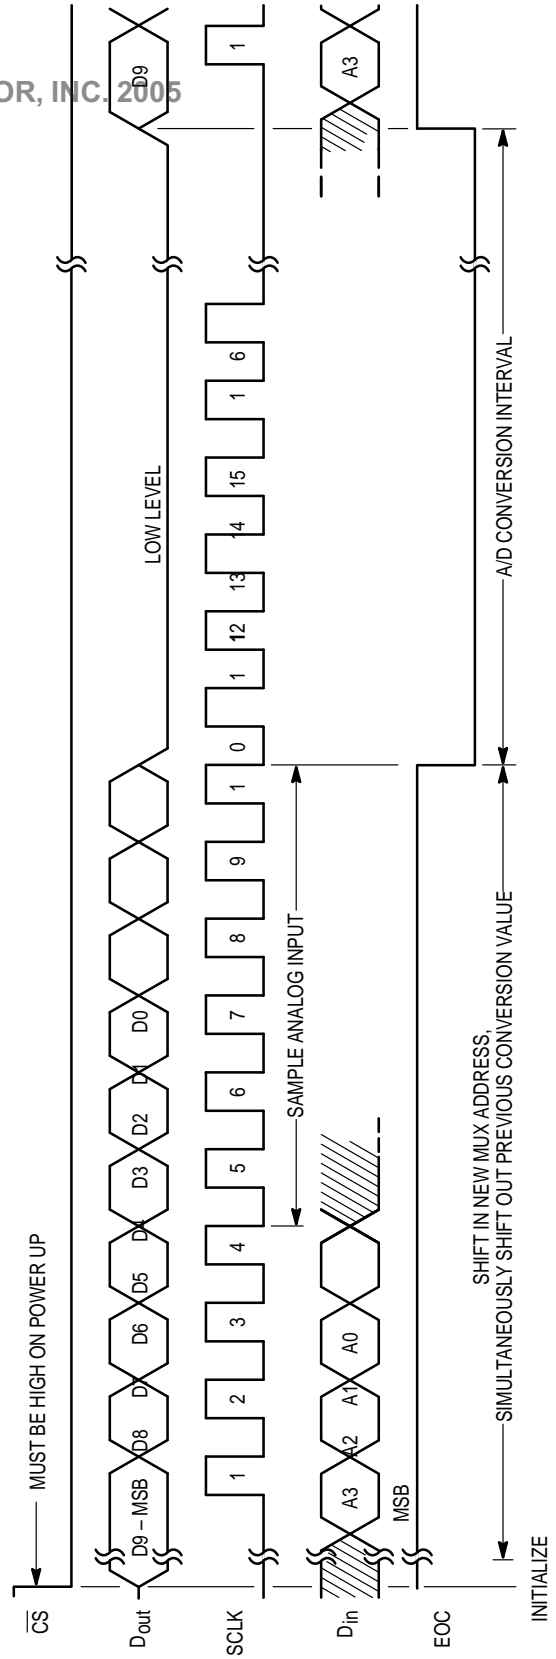 OR, INC. 2005
CS
MUST BE HIGH ON POWER UP
Dout
D9 – MSB
D8
D7
D6
D5
D4
D3
D2
D1
D0
LOW LEVEL
D9
SCLK
1 2 3 4 5 6 7 8 9 1 0 1 12 13 14 15 1 6 1
SAMPLE ANALOG INPUT
Din
A3 A2 A1 A0 A3
MSB
EOC
SHIFT IN NEW MUX ADDRESS,
SIMULTANEOUSLY SHIFT OUT PREVIOUS CONVERSION VALUE
A/D CONVERSION INTERVAL
INITIALIZE